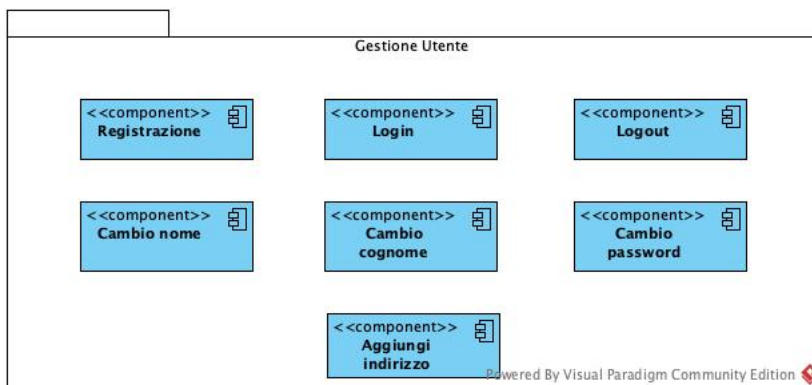 Gestione Utente
<<component>>
Registrazione
<<component>>
Login
<<component>>
Logout
<<component>>
Cambio nome
<<component>>
Cambio
cognome
<<component>>
Cambio
password
<<component>>
Aggiungi
indirizzo
Powered By Visual Paradigm Community Edition